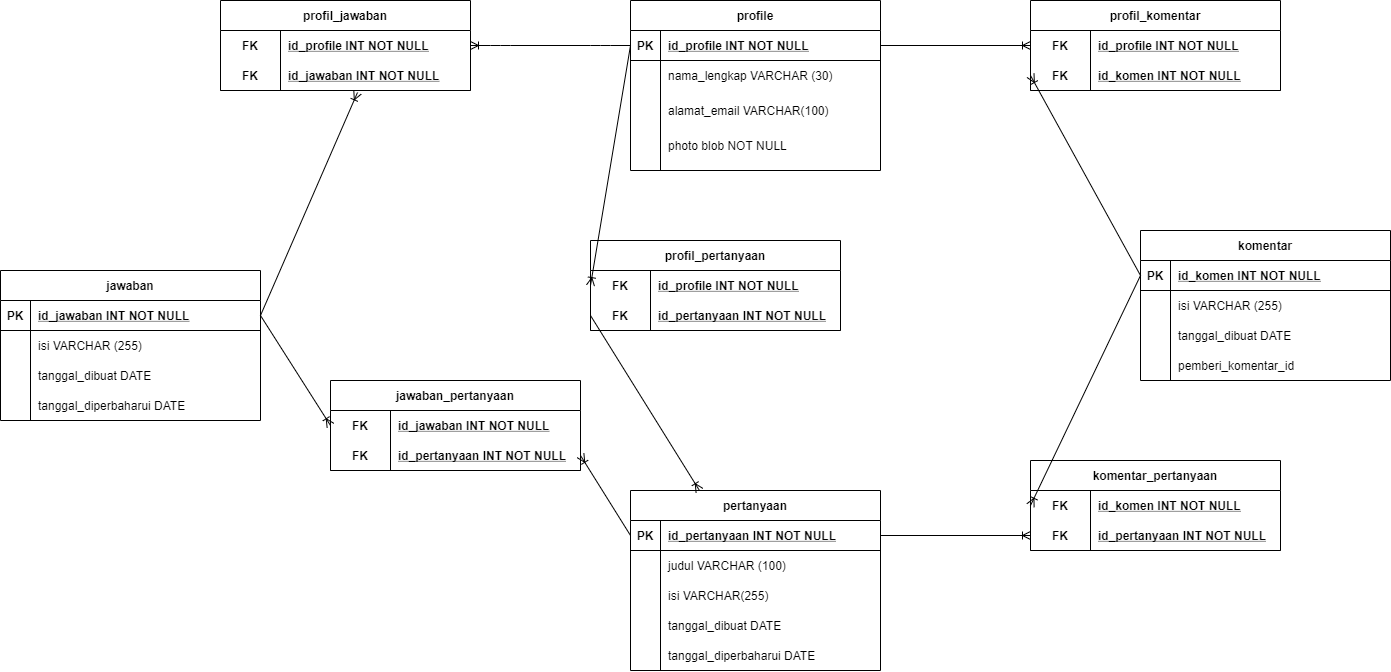 profil_jawaban
FK id_profile INT NOT NULL
FK id_jawaban INT NOT NULL
profile
PK id_profile INT NOT NULL
nama_lengkap VARCHAR (30)
alamat_email VARCHAR(100)
photo blob NOT NULL
profil_komentar
FK id_profile INT NOT NULL
FK id_komen INT NOT NULL
profil_pertanyaan
FK id_profile INT NOT NULL
FK id_pertanyaan INT NOT NULL
komentar
PK id_komen INT NOT NULL
isi VARCHAR (255)
tanggal_dibuat DATE
pemberi_komentar_id
jawaban
PK id_jawaban INT NOT NULL
isi VARCHAR (255)
tanggal_dibuat DATE
tanggal_diperbaharui DATE
jawaban_pertanyaan
FK id_jawaban INT NOT NULL
FK id_pertanyaan INT NOT NULL
pertanyaan
PK id_pertanyaan INT NOT NULL
judul VARCHAR (100)
isi VARCHAR(255)
tanggal_dibuat DATE
tanggal_diperbaharui DATE
komentar_pertanyaan
FK id_komen INT NOT NULL
FK id_pertanyaan INT NOT NULL